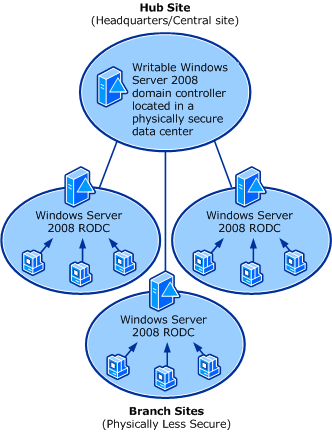 Hub Site
(Headquarters/Central site)
Writable Windows
Server 2008
domain controller
located in a
physically secure
data center
Windows Server
2008 RODC
Windows Server
2008 RODC
Windows Server
2008 RODC
Branch Sites
(Physically Less Secure)